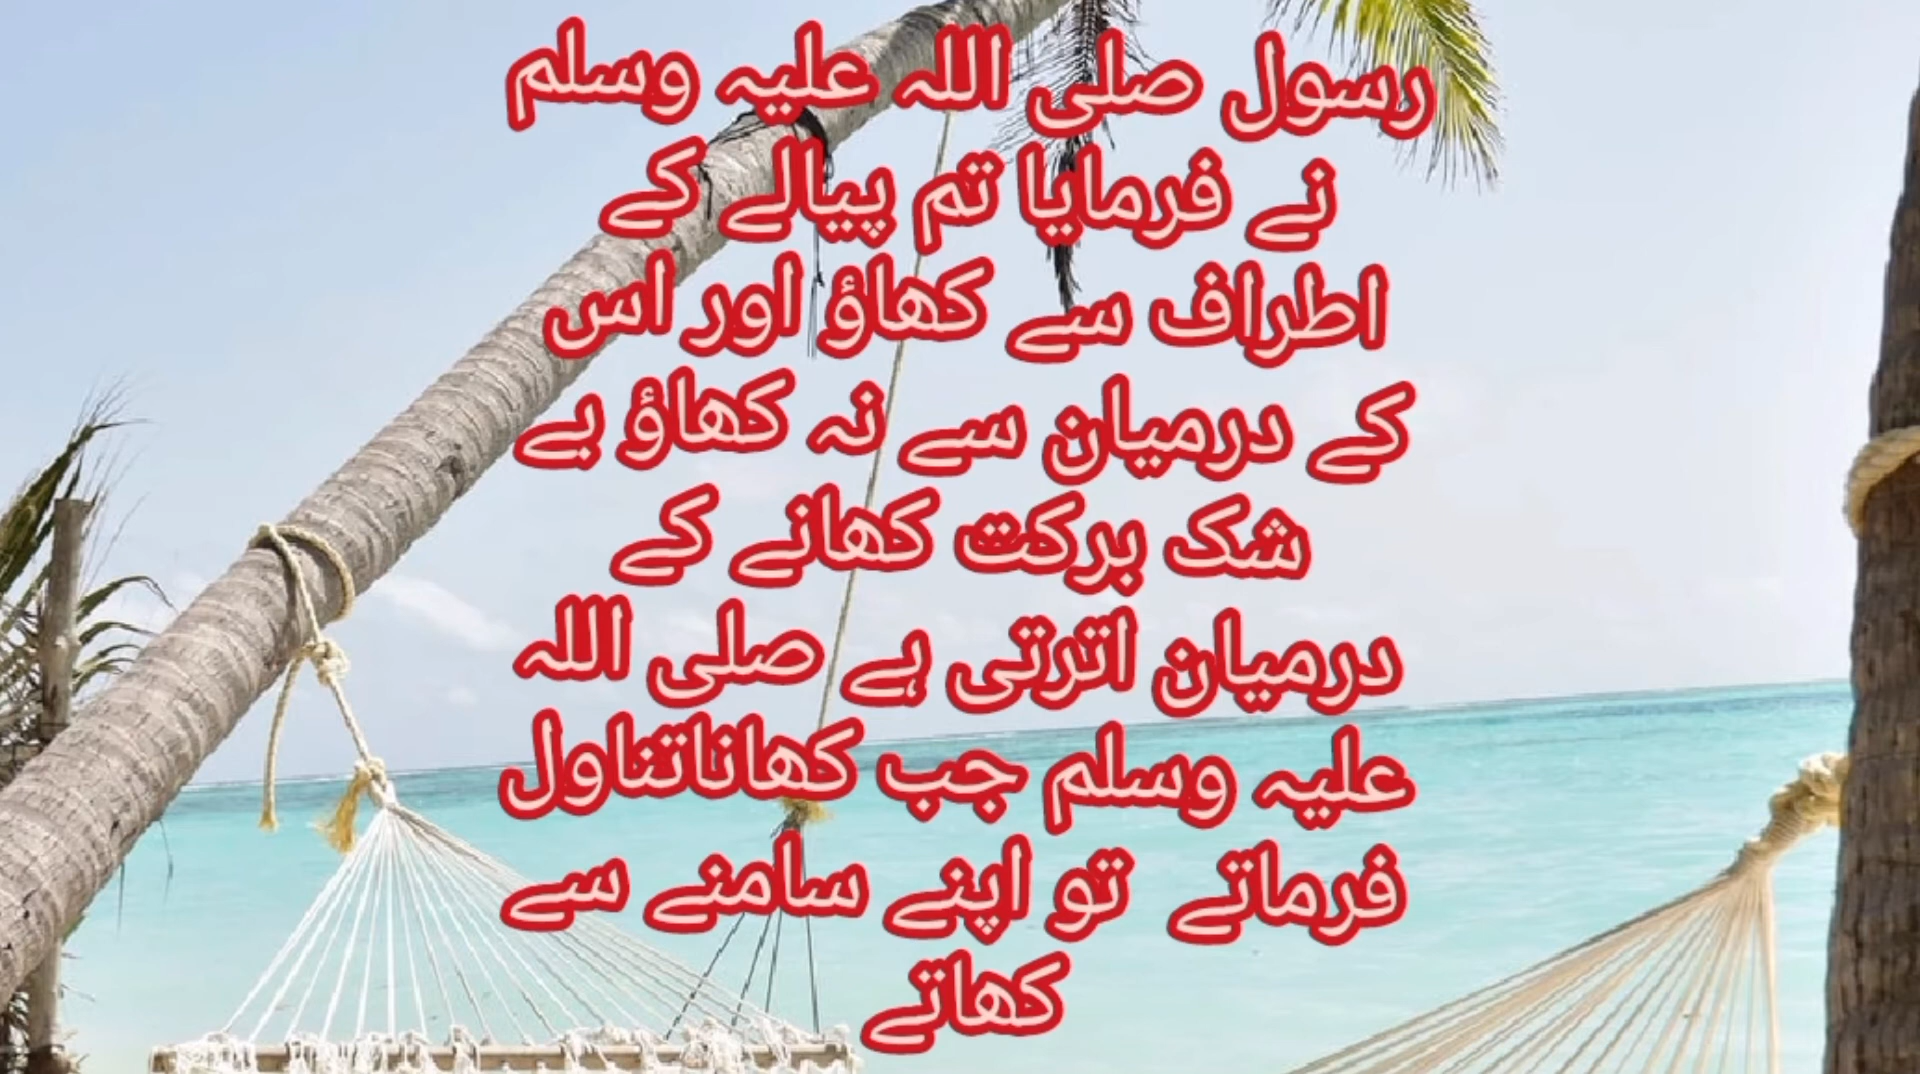 رسول صلی اللہ علیہ وسلم
نے فرمایا تم پیالے کے
اطراف سے کھاؤ اور اس
کے درمیان سے نہ کھاؤ بے
شک برکت کھانے کے
درمیان اترتی ہے صلی اللہ
علیہ وسلم جب کھاناتناول
فرماتے تو اپنے سامنے سے
کھاتے